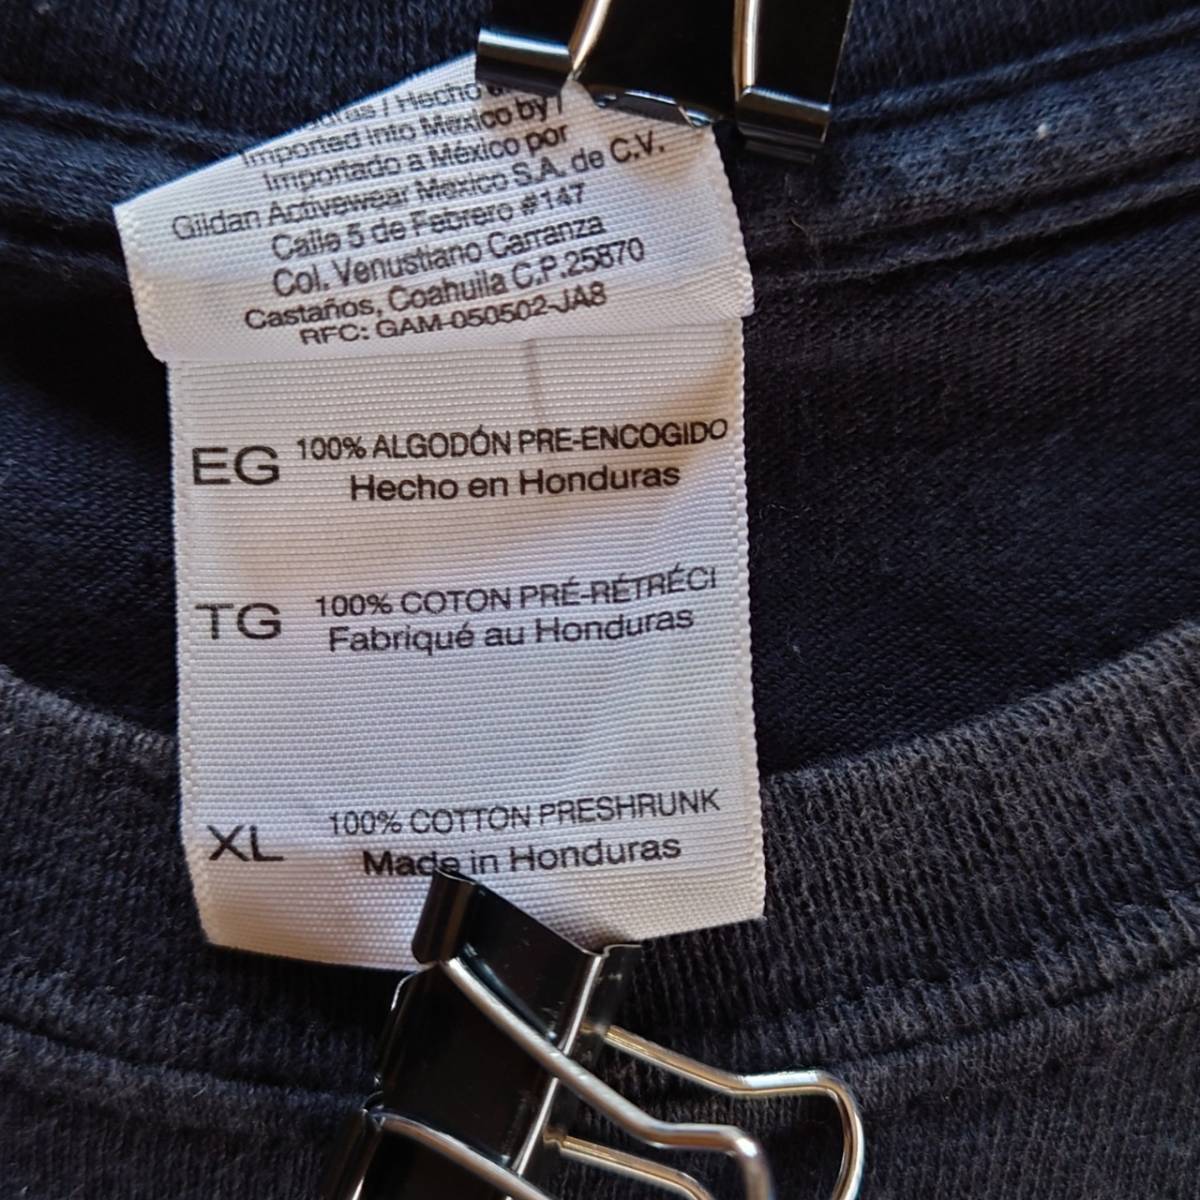 / Hecho
Imported into Mexico by /
Importado a México por
Gildan Activewear Mexico S.A. de C.V.
Calle 5 de Febrero #147
Col. Venustiano Carranza
Castaños, Coahuila C.P.25870
RFC: GAM-050502-JA8
EG 100% ALGODÓN PRE-ENCOGIDO
Hecho en Honduras
TG 100% COTON PRÉ-RÉTRÉCI
Fabriqué au Honduras
XL 100% COTTON PRESHRUNK
Made in Honduras